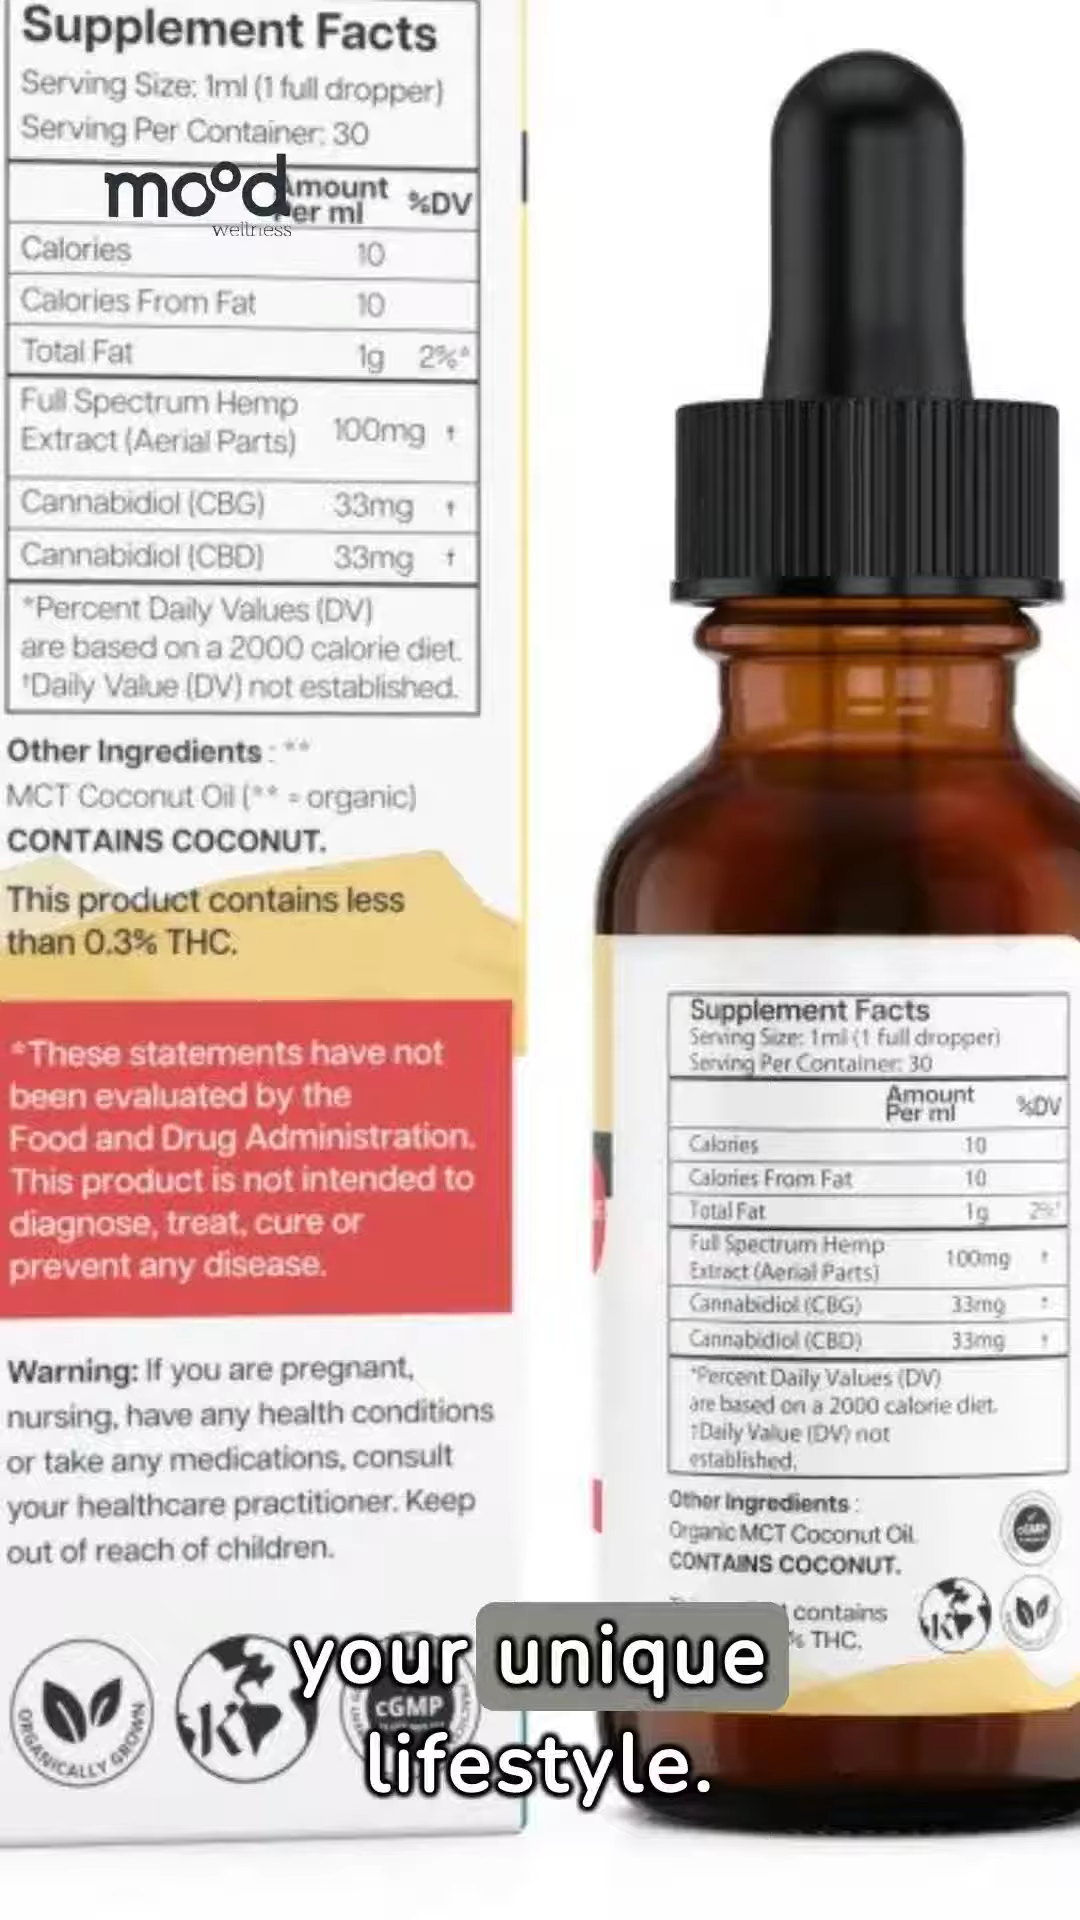 Supplement Facts
Serving Size: 1ml (1 full dropper)
Serving Per Container: 30
mood
wellness
Amount
Per ml
%DV
Calories 10
Calories From Fat 10
Total Fat 1g 2%*
Full Spectrum Hemp
Extract (Aerial Parts) 100mg †
Cannabidiol (CBG) 33mg †
Cannabidiol (CBD) 33mg †
*Percent Daily Values (DV)
are based on a 2000 calorie diet.
†Daily Value (DV) not established.
Other Ingredients : **
MCT Coconut Oil (** = organic)
CONTAINS COCONUT.
This product contains less
than 0.3% THC.
*These statements have not
been evaluated by the
Food and Drug Administration.
This product is not intended to
diagnose, treat, cure or
prevent any disease.
Warning: If you are pregnant,
nursing, have any health conditions
or take any medications, consult
your healthcare practitioner. Keep
out of reach of children.
ORGANICALLY GROWN
K
cGMP
Supplement Facts
Serving Size: 1ml (1 full dropper)
Serving Per Container: 30
Amount
Per ml
%DV
Calories 10
Calories From Fat 10
Total Fat 1g 2%*
Full Spectrum Hemp
Extract (Aerial Parts) 100mg †
Cannabidiol (CBG) 33mg †
Cannabidiol (CBD) 33mg †
*Percent Daily Values (DV)
are based on a 2000 calorie diet.
†Daily Value (DV) not
established.
Other Ingredients :
Organic MCT Coconut Oil.
CONTAINS COCONUT.
contains
% THC.
cGMP
K
your unique
lifestyle.